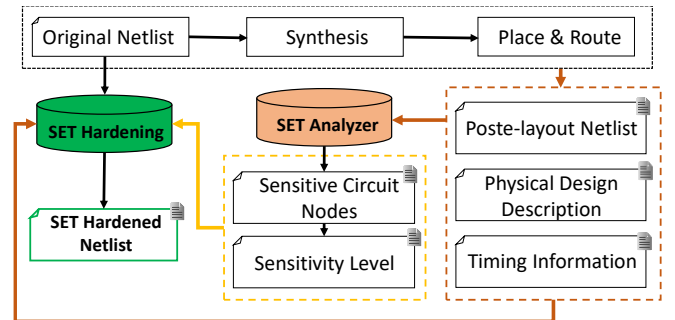 Original Netlist
Synthesis
Place & Route
SET Hardening
SET Analyzer
Poste-layout Netlist
Sensitive Circuit
Nodes
Physical Design
Description
SET Hardened
Netlist
Sensitivity Level
Timing Information